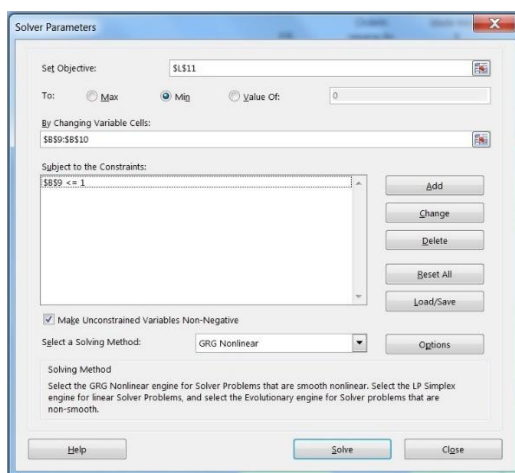 Solver Parameters
Set Objective:
$L$11
To:
Max
Min
Value Of:
0
By Changing Variable Cells:
$B$9:$B$10
Subject to the Constraints:
$B$9 <= 1
Add
Change
Delete
Reset All
Load/Save
Make Unconstrained Variables Non-Negative
Select a Solving Method:
GRG Nonlinear
Options
Solving Method
Select the GRG Nonlinear engine for Solver Problems that are smooth nonlinear. Select the LP Simplex
engine for linear Solver Problems, and select the Evolutionary engine for Solver problems that are
non-smooth.
Help
Solve
Close